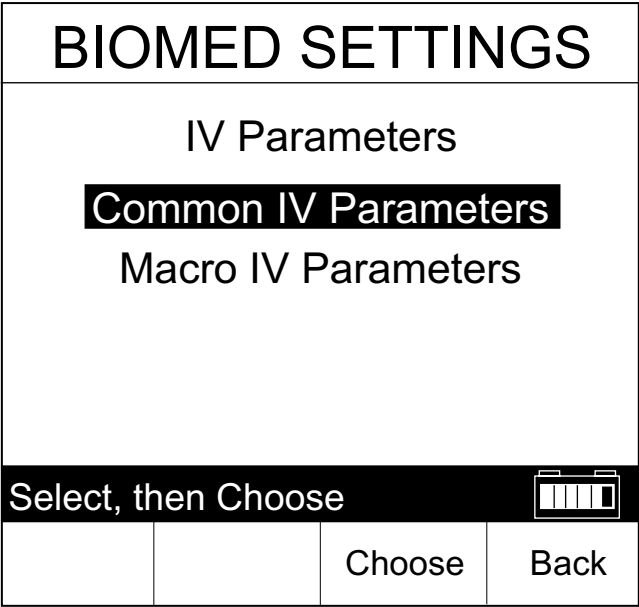 BIOMED SETTINGS
IV Parameters
Common IV Parameters
Macro IV Parameters
Select, then Choose
Choose
Back